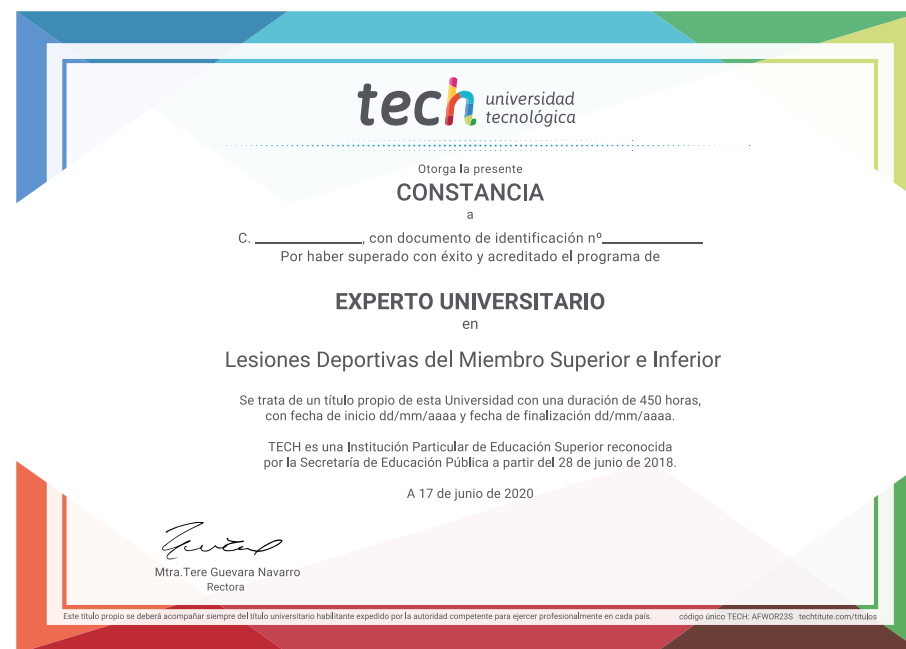 tech universidad
tecnológica
Otorga la presente
CONSTANCIA
a
C. ____________, con documento de identificación nº____________
Por haber superado con éxito y acreditado el programa de
EXPERTO UNIVERSITARIO
en
Lesiones Deportivas del Miembro Superior e Inferior
Se trata de un título propio de esta Universidad con una duración de 450 horas,
con fecha de inicio dd/mm/aaaa y fecha de finalización dd/mm/aaaa.
TECH es una Institución Particular de Educación Superior reconocida
por la Secretaría de Educación Pública a partir del 28 de junio de 2018.
A 17 de junio de 2020
Mtra.Tere Guevara Navarro
Rectora
Este título propio se deberá acompañar siempre del título universitario habilitante expedido por la autoridad competente para ejercer profesionalmente en cada país. código único TECH: AFWOR23S techtitute.com/titulos